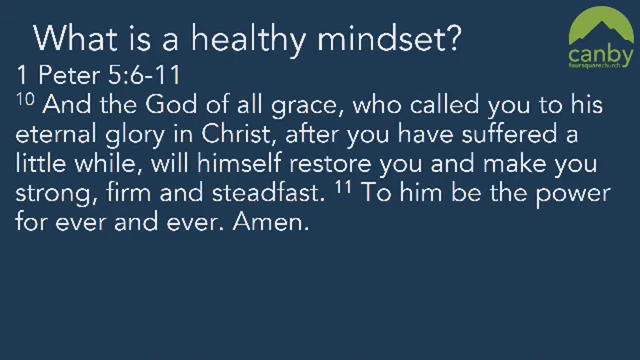 What is a healthy mindset?
canby
foursquare church
1 Peter 5:6-11
10 And the God of all grace, who called you to his
eternal glory in Christ, after you have suffered a
little while, will himself restore you and make you
strong, firm and steadfast. 11 To him be the power
for ever and ever. Amen.